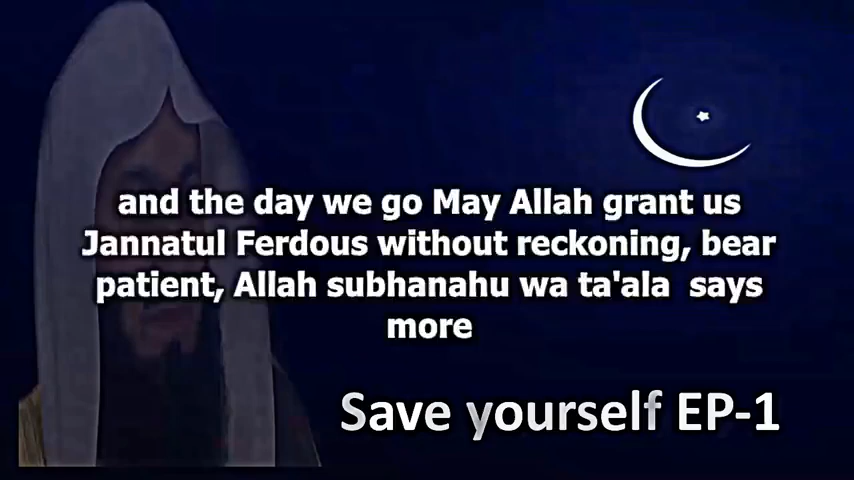 and the day we go May Allah grant us
Jannatul Ferdous without reckoning, bear
patient, Allah subhanahu wa ta'ala  says
more
Save yourself EP-1